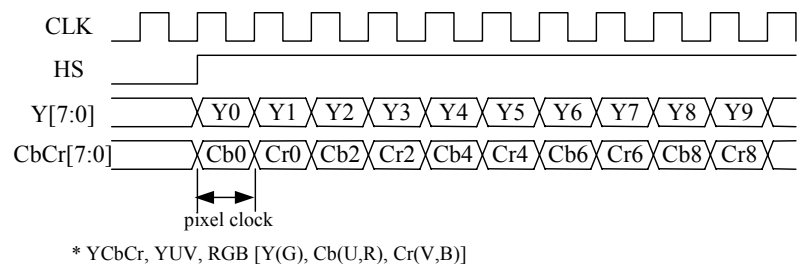 CLK
HS
Y[7:0] Y0 Y1 Y2 Y3 Y4 Y5 Y6 Y7 Y8 Y9
CbCr[7:0] Cb0 Cr0 Cb2 Cr2 Cb4 Cr4 Cb6 Cr6 Cb8 Cr8
pixel clock
* YCbCr, YUV, RGB [Y(G), Cb(U,R), Cr(V,B)]